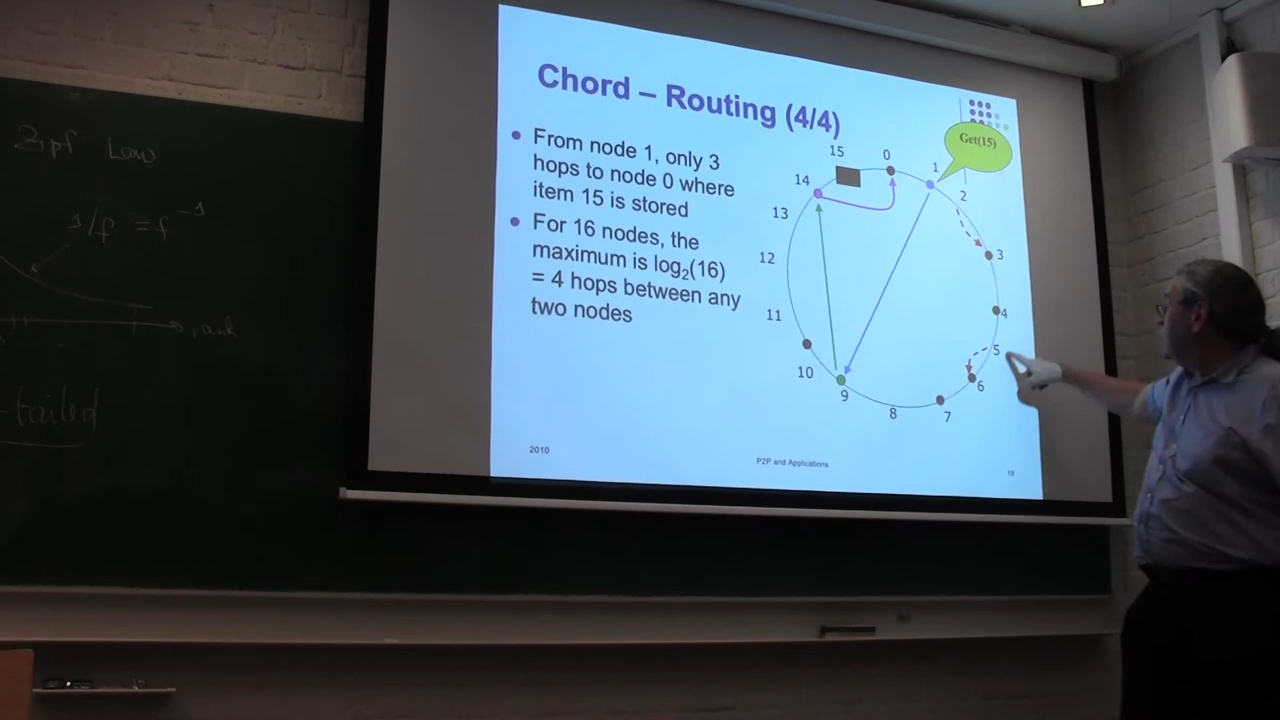 Zipf Law
1/f = f⁻¹
rank
-tailed
Chord – Routing (4/4)
• From node 1, only 3
hops to node 0 where
item 15 is stored
• For 16 nodes, the
maximum is log₂(16)
= 4 hops between any
two nodes
Get(15)
15
0
1
2
14
13
3
12
4
11
5
10
6
9
8
7
2010
P2P and Applications